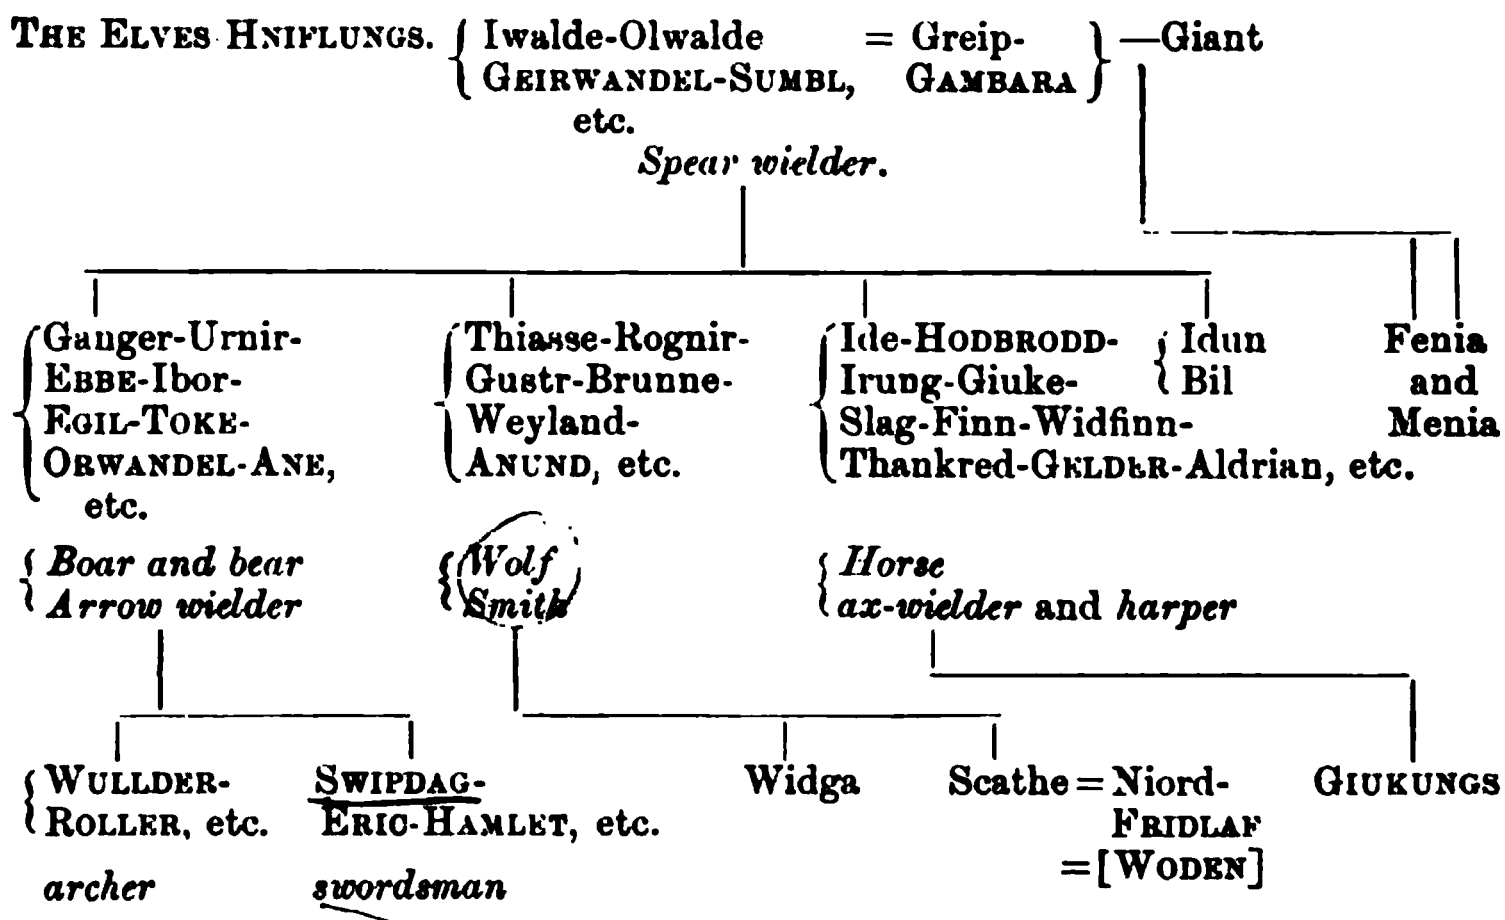 THE ELVES HNIFLUNGS. Iwalde-Olwalde = Greip- —Giant
GEIRWANDEL-SUMBL, GAMBARA
etc.
Spear wielder.
Ganger-Urnir- Thiasse-Rognir- Ide-HODBRODD- Idun Fenia
EBBE-Ibor- Gustr-Brunne- Irung-Giuke- Bil and
EGIL-TOKE- Weyland- Slag-Finn-Widfinn- Menia
ORWANDEL-ANE, ANUND, etc. Thankred-GELDER-Aldrian, etc.
etc.
Boar and bear Wolf Horse
Arrow wielder Smith ax-wielder and harper
WULLDER- SWIPDAG- Widga Scathe = Niord- GIUKUNGS
ROLLER, etc. ERIC-HAMLET, etc. FRIDLAF
=[WODEN]
archer swordsman